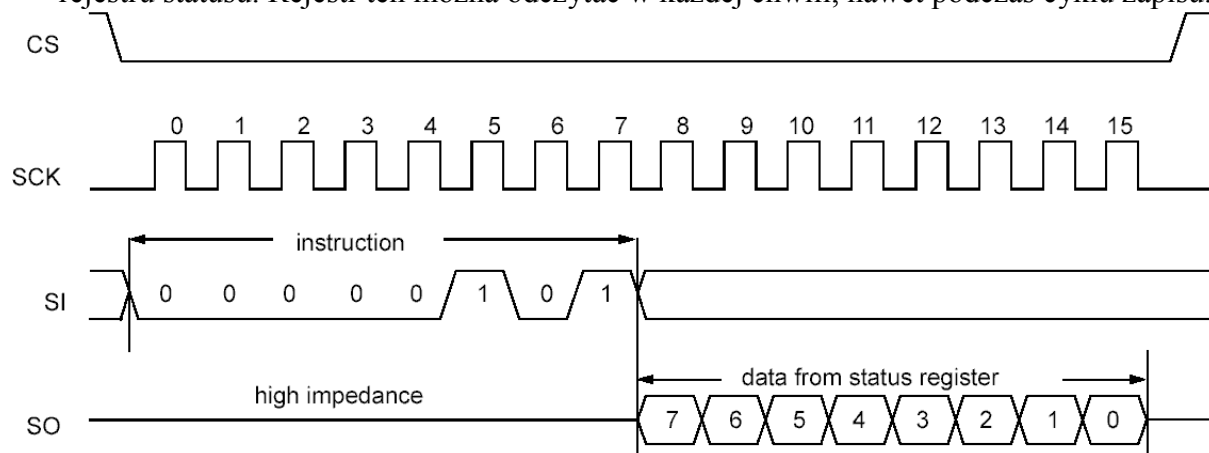 rejestru statusu. Rejestr ten można odczytać w każdej chwili, nawet podczas cyklu zapisu.
CS
0 1 2 3 4 5 6 7 8 9 10 11 12 13 14 15
SCK
instruction
SI 0 0 0 0 0 1 0 1
high impedance
data from status register
SO 7 6 5 4 3 2 1 0